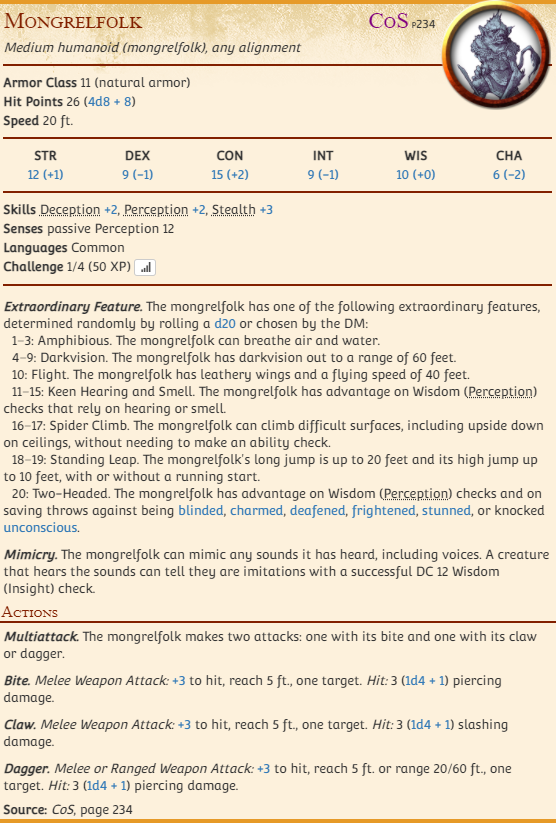 Mongrelfolk CoS p234
Medium humanoid (mongrelfolk), any alignment
Armor Class 11 (natural armor)
Hit Points 26 (4d8 + 8)
Speed 20 ft.
STR DEX CON INT WIS CHA
12 (+1) 9 (−1) 15 (+2) 9 (−1) 10 (+0) 6 (−2)
Skills Deception +2, Perception +2, Stealth +3
Senses passive Perception 12
Languages Common
Challenge 1/4 (50 XP)
Extraordinary Feature. The mongrelfolk has one of the following extraordinary features,
determined randomly by rolling a d20 or chosen by the DM:
1–3: Amphibious. The mongrelfolk can breathe air and water.
4–9: Darkvision. The mongrelfolk has darkvision out to a range of 60 feet.
10: Flight. The mongrelfolk has leathery wings and a flying speed of 40 feet.
11–15: Keen Hearing and Smell. The mongrelfolk has advantage on Wisdom (Perception)
checks that rely on hearing or smell.
16–17: Spider Climb. The mongrelfolk can climb difficult surfaces, including upside down
on ceilings, without needing to make an ability check.
18–19: Standing Leap. The mongrelfolk's long jump is up to 20 feet and its high jump up
to 10 feet, with or without a running start.
20: Two-Headed. The mongrelfolk has advantage on Wisdom (Perception) checks and on
saving throws against being blinded, charmed, deafened, frightened, stunned, or knocked
unconscious.
Mimicry. The mongrelfolk can mimic any sounds it has heard, including voices. A creature
that hears the sounds can tell they are imitations with a successful DC 12 Wisdom
(Insight) check.
Actions
Multiattack. The mongrelfolk makes two attacks: one with its bite and one with its claw
or dagger.
Bite. Melee Weapon Attack: +3 to hit, reach 5 ft., one target. Hit: 3 (1d4 + 1) piercing
damage.
Claw. Melee Weapon Attack: +3 to hit, reach 5 ft., one target. Hit: 3 (1d4 + 1) slashing
damage.
Dagger. Melee or Ranged Weapon Attack: +3 to hit, reach 5 ft. or range 20/60 ft., one
target. Hit: 3 (1d4 + 1) piercing damage.
Source: CoS, page 234